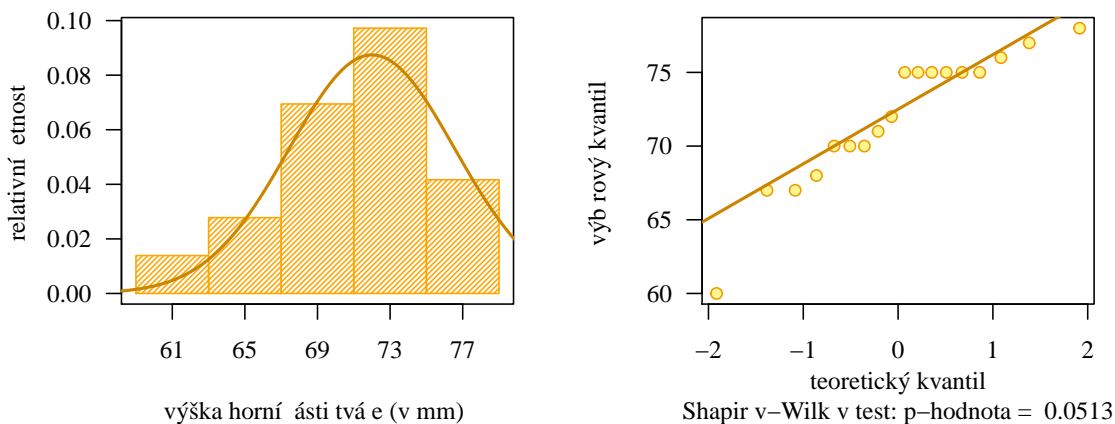 relativní etnost
0.00 0.02 0.04 0.06 0.08 0.10
61 65 69 73 77
výška horní ásti tvá e (v mm)
výb rový kvantil
60 65 70 75
−2 −1 0 1 2
teoretický kvantil
Shapir v−Wilk v test: p−hodnota = 0.0513